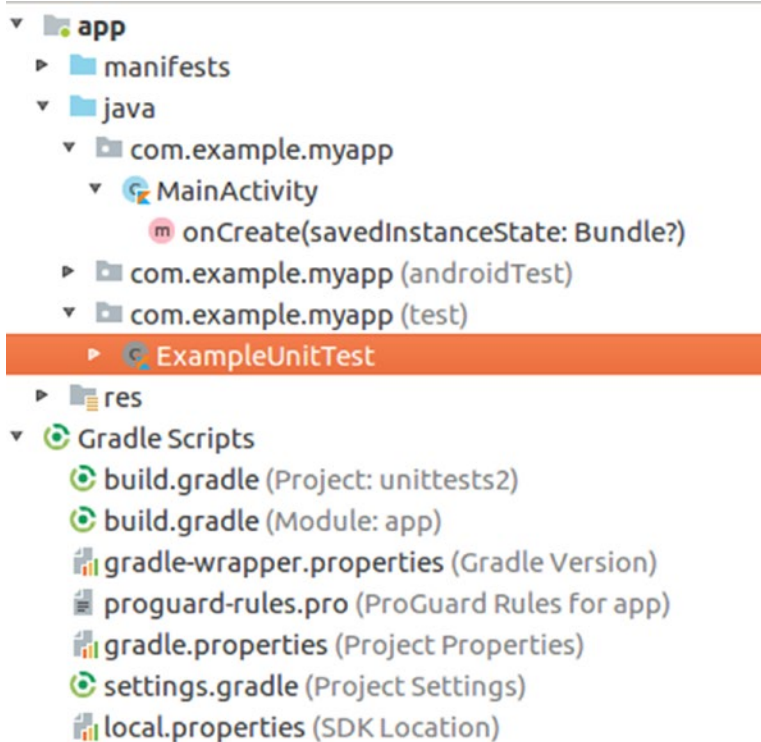 app
manifests
java
com.example.myapp
MainActivity
m onCreate(savedInstanceState: Bundle?)
com.example.myapp (androidTest)
com.example.myapp (test)
ExampleUnitTest
res
Gradle Scripts
build.gradle (Project: unittests2)
build.gradle (Module: app)
gradle-wrapper.properties (Gradle Version)
proguard-rules.pro (ProGuard Rules for app)
gradle.properties (Project Properties)
settings.gradle (Project Settings)
local.properties (SDK Location)